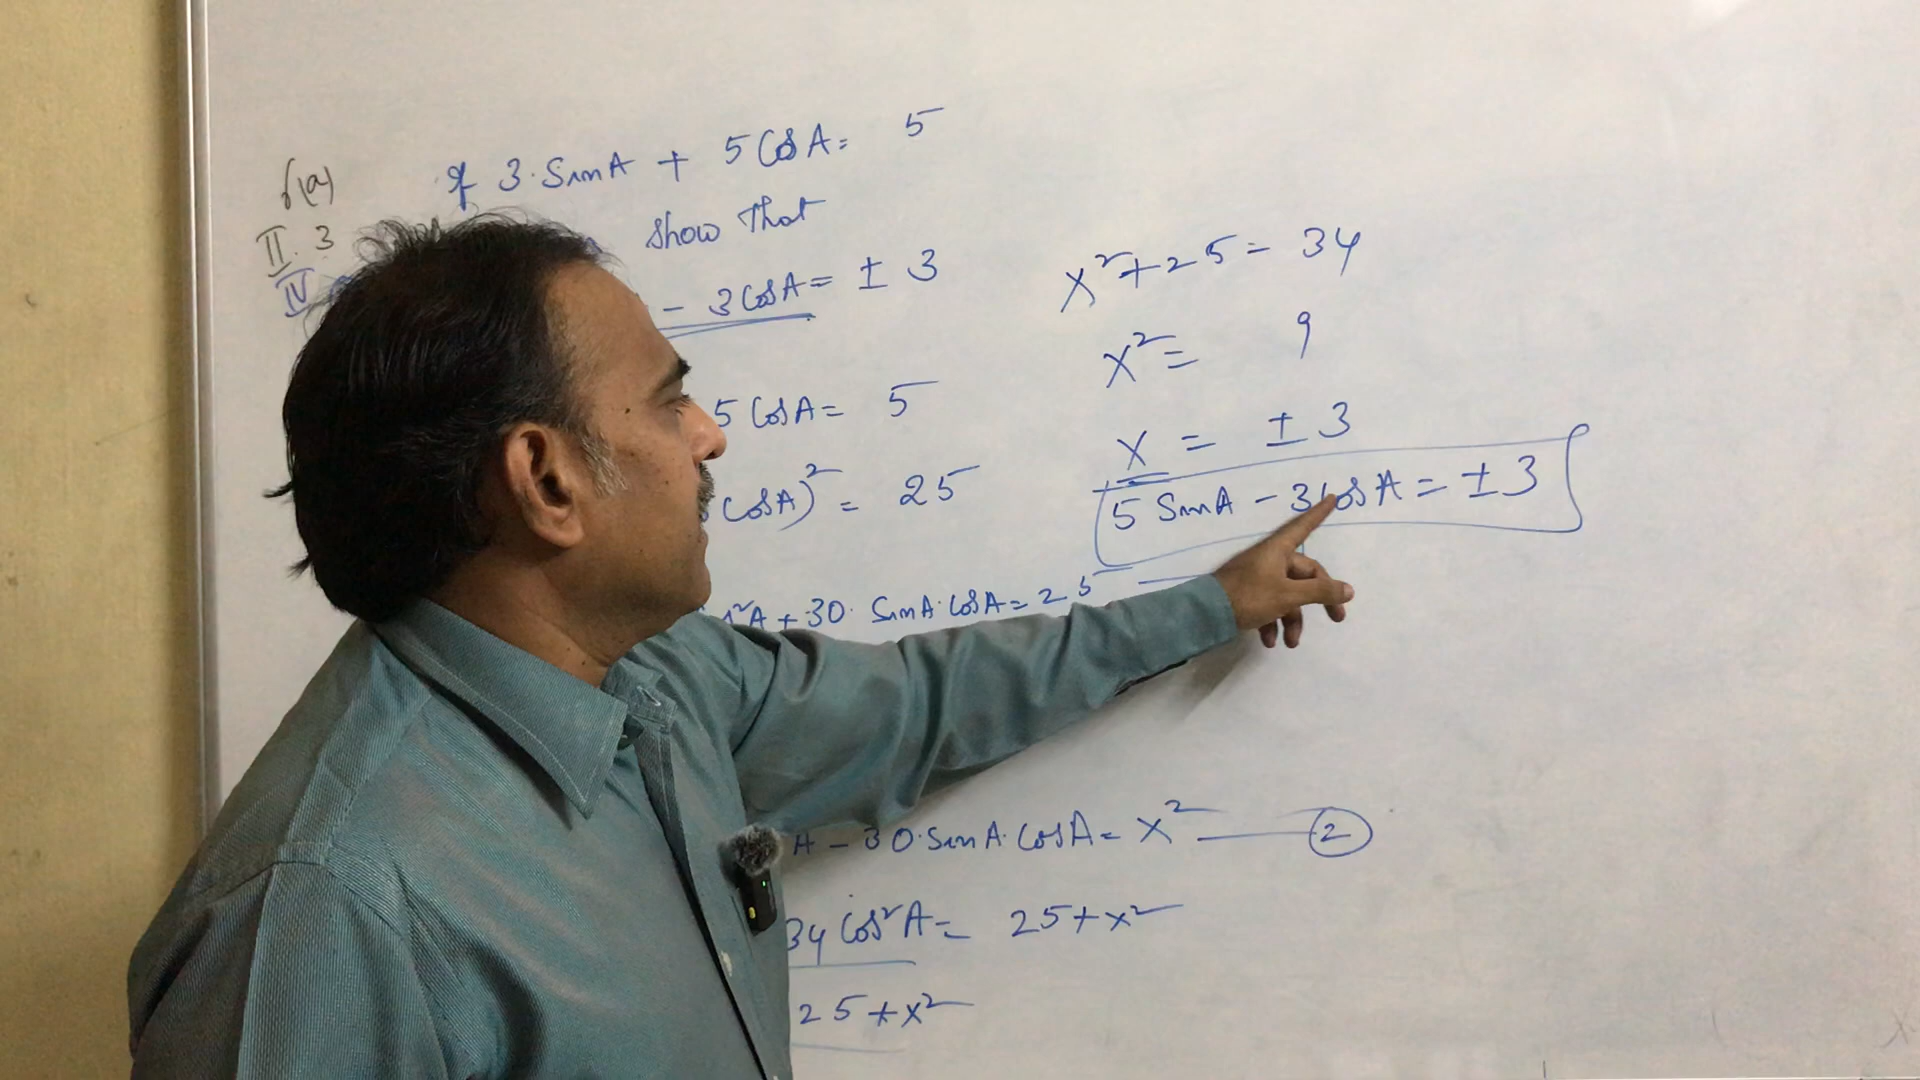 If 3·SinA + 5CosA = 5
II. 3
IV
show That
- 3CosA = ± 3
5 CosA = 5
CosA)² = 25
²A + 30· SinA·CosA = 25
A - 30·SinA·CosA = x² — ②
34 Cos²A = 25+x²
25+x²
x²+25 = 34
x² = 9
x = ± 3
5 SinA - 3CosA = ±3